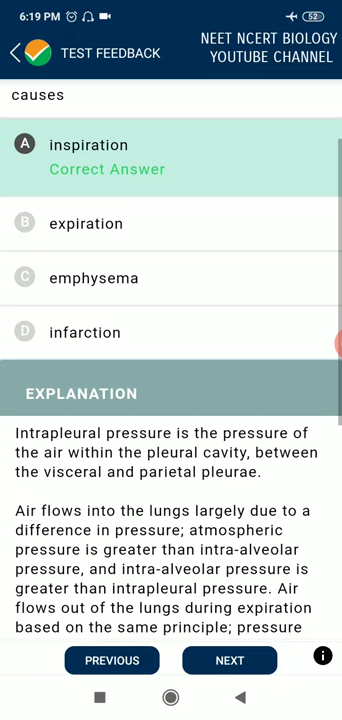 6:19 PM 52
TEST FEEDBACK
NEET NCERT BIOLOGY
YOUTUBE CHANNEL
causes
A inspiration
Correct Answer
B expiration
C emphysema
D infarction
EXPLANATION
Intrapleural pressure is the pressure of
the air within the pleural cavity, between
the visceral and parietal pleurae.
Air flows into the lungs largely due to a
difference in pressure; atmospheric
pressure is greater than intra-alveolar
pressure, and intra-alveolar pressure is
greater than intrapleural pressure. Air
flows out of the lungs during expiration
based on the same principle; pressure
PREVIOUS NEXT i